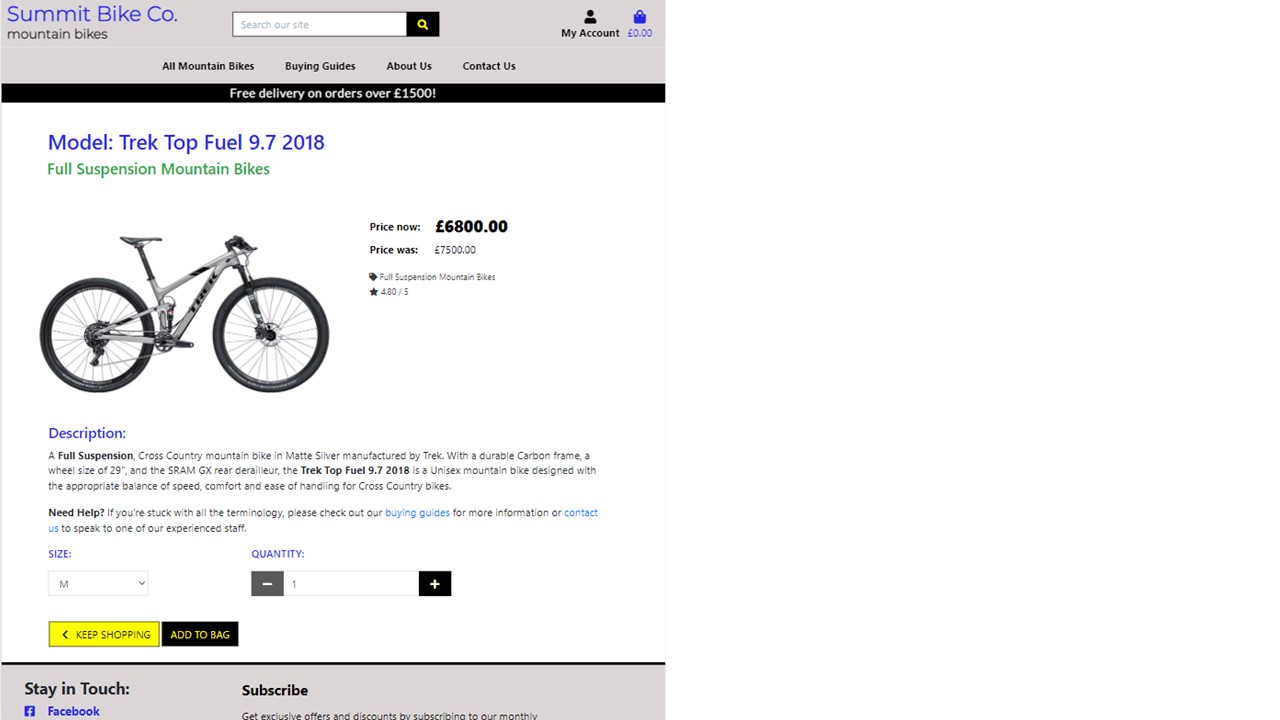 Summit Bike Co.
mountain bikes
Search our site
My Account
£0.00
All Mountain Bikes Buying Guides About Us Contact Us
Free delivery on orders over £1500!
Model: Trek Top Fuel 9.7 2018
Full Suspension Mountain Bikes
Price now: £6800.00
Price was: £7500.00
Full Suspension Mountain Bikes
4.80 / 5
TREK
Description:
A Full Suspension, Cross Country mountain bike in Matte Silver manufactured by Trek. With a durable Carbon frame, a
wheel size of 29", and the SRAM GX rear derailleur, the Trek Top Fuel 9.7 2018 is a Unisex mountain bike designed with
the appropriate balance of speed, comfort and ease of handling for Cross Country bikes.
Need Help? If you're stuck with all the terminology, please check out our buying guides for more information or contact
us to speak to one of our experienced staff.
SIZE: QUANTITY:
M 1
KEEP SHOPPING ADD TO BAG
Stay in Touch: Subscribe
Facebook
Get exclusive offers and discounts by subscribing to our monthly